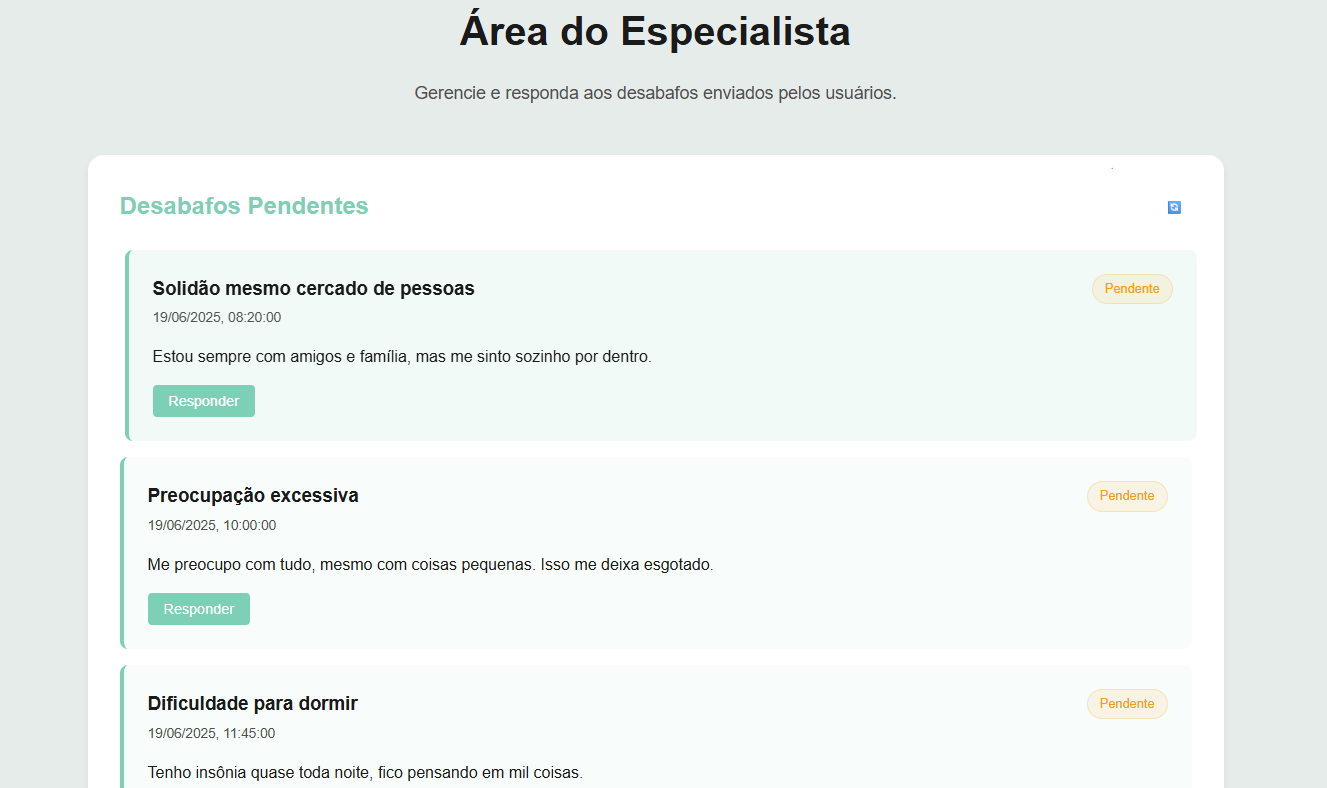 Área do Especialista
Gerencie e responda aos desabafos enviados pelos usuários.
Desabafos Pendentes
Solidão mesmo cercado de pessoas
Pendente
19/06/2025, 08:20:00
Estou sempre com amigos e família, mas me sinto sozinho por dentro.
Responder
Preocupação excessiva
Pendente
19/06/2025, 10:00:00
Me preocupo com tudo, mesmo com coisas pequenas. Isso me deixa esgotado.
Responder
Dificuldade para dormir
Pendente
19/06/2025, 11:45:00
Tenho insônia quase toda noite, fico pensando em mil coisas.